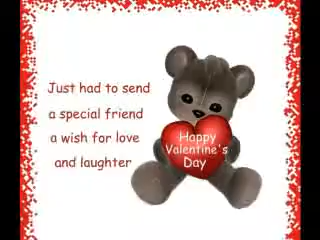 Just had to send
a special friend
a wish for love
and laughter
Happy
Valentine's
Day